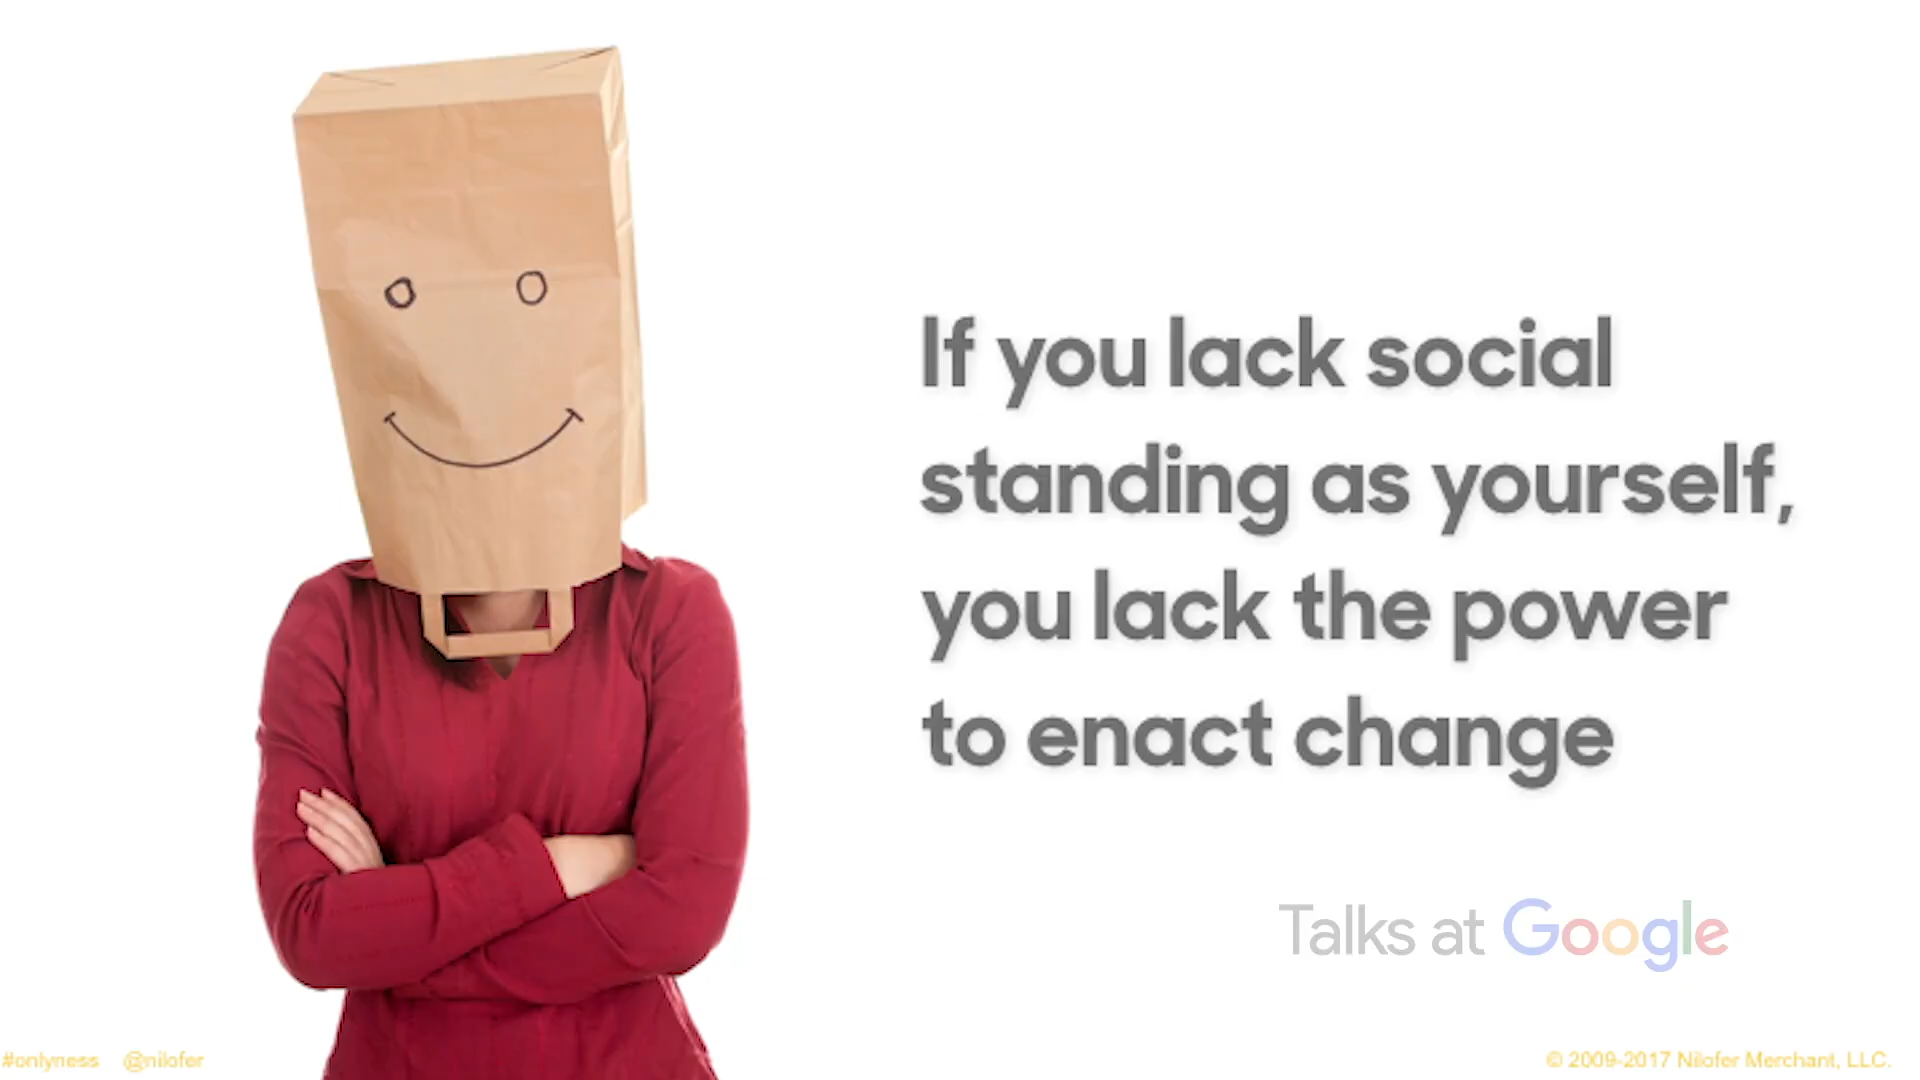 If you lack social
standing as yourself,
you lack the power
to enact change
Talks at Google
#onlyness @nilofer
© 2009-2017 Nilofer Merchant, LLC.